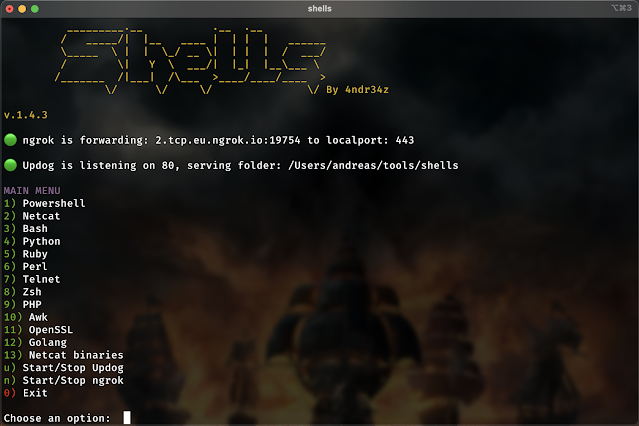 shells
⌥⌘3
Shells
By 4ndr34z
v.1.4.3
ngrok is forwarding: 2.tcp.eu.ngrok.io:19754 to localport: 443
Updog is listening on 80, serving folder: /Users/andreas/tools/shells
MAIN MENU
1) Powershell
2) Netcat
3) Bash
4) Python
5) Ruby
6) Perl
7) Telnet
8) Zsh
9) PHP
10) Awk
11) OpenSSL
12) Golang
13) Netcat binaries
u) Start/Stop Updog
n) Start/Stop ngrok
0) Exit
Choose an option: